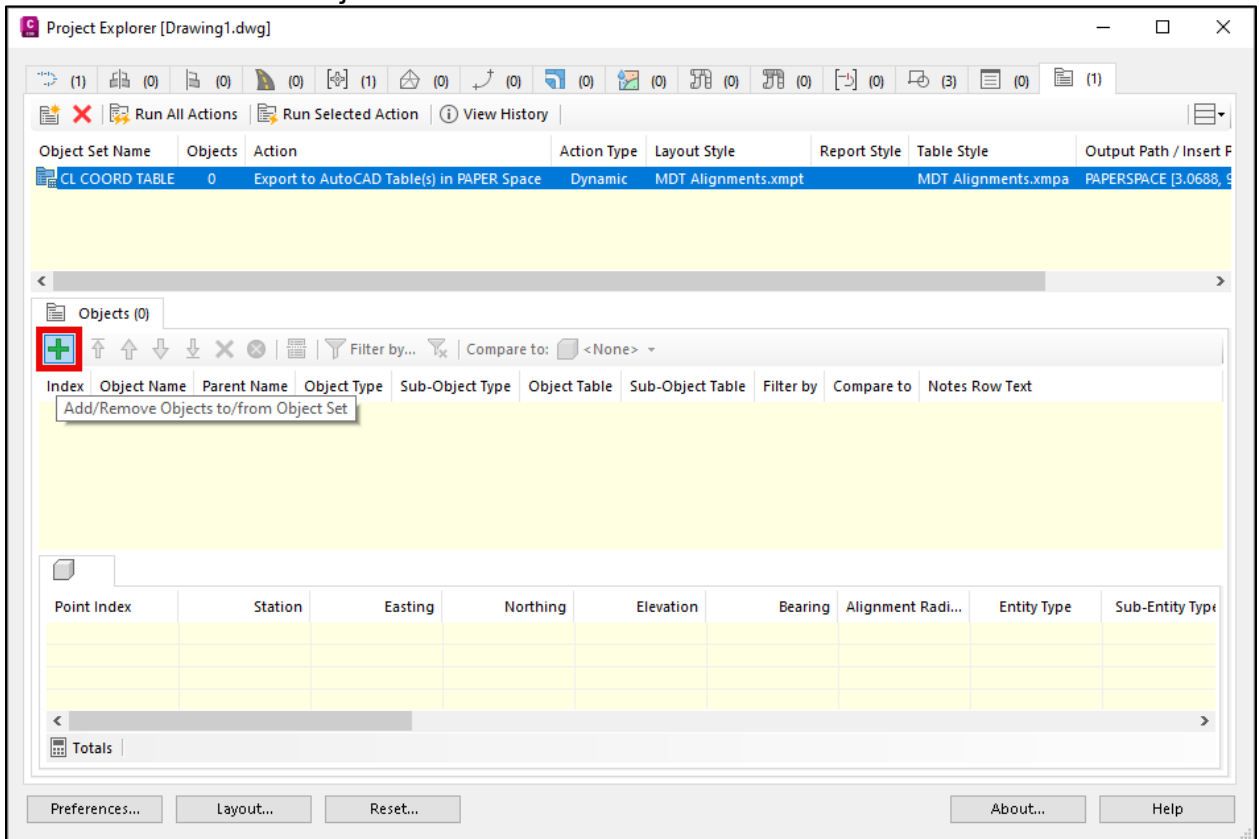 Project Explorer [Drawing1.dwg]
(1) (0) (0) (0) (1) (0) (0) (0) (0) (0) (0) (0) (3) (0) (1)
Run All Actions Run Selected Action View History
Object Set Name Objects Action Action Type Layout Style Report Style Table Style Output Path / Insert P
CL COORD TABLE 0 Export to AutoCAD Table(s) in PAPER Space Dynamic MDT Alignments.xmpt MDT Alignments.xmpa PAPERSPACE [3.0688, 9
Objects (0)
Filter by... Compare to: <None>
Index Object Name Parent Name Object Type Sub-Object Type Object Table Sub-Object Table Filter by Compare to Notes Row Text
Add/Remove Objects to/from Object Set
Point Index Station Easting Northing Elevation Bearing Alignment Radi... Entity Type Sub-Entity Type
Totals
Preferences... Layout... Reset... About... Help